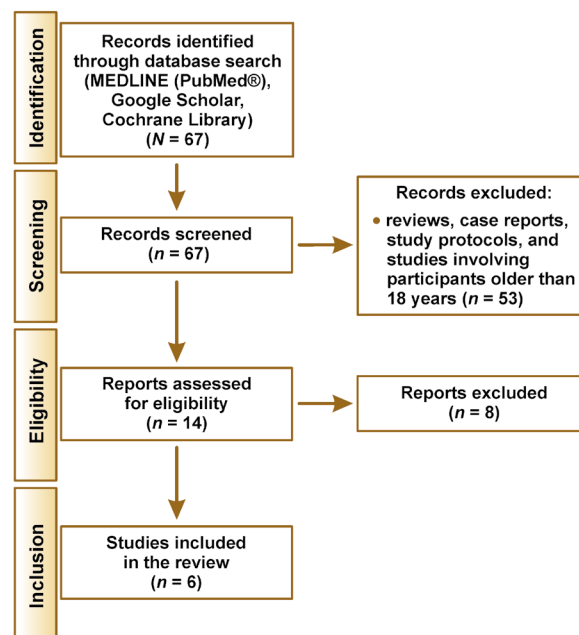 Identification
Records identified
through database search
(MEDLINE (PubMed®),
Google Scholar,
Cochrane Library)
(N = 67)
Screening
Records screened
(n = 67)
Records excluded:
• reviews, case reports,
study protocols, and
studies involving
participants older than
18 years (n = 53)
Eligibility
Reports assessed
for eligibility
(n = 14)
Reports excluded
(n = 8)
Inclusion
Studies included
in the review
(n = 6)